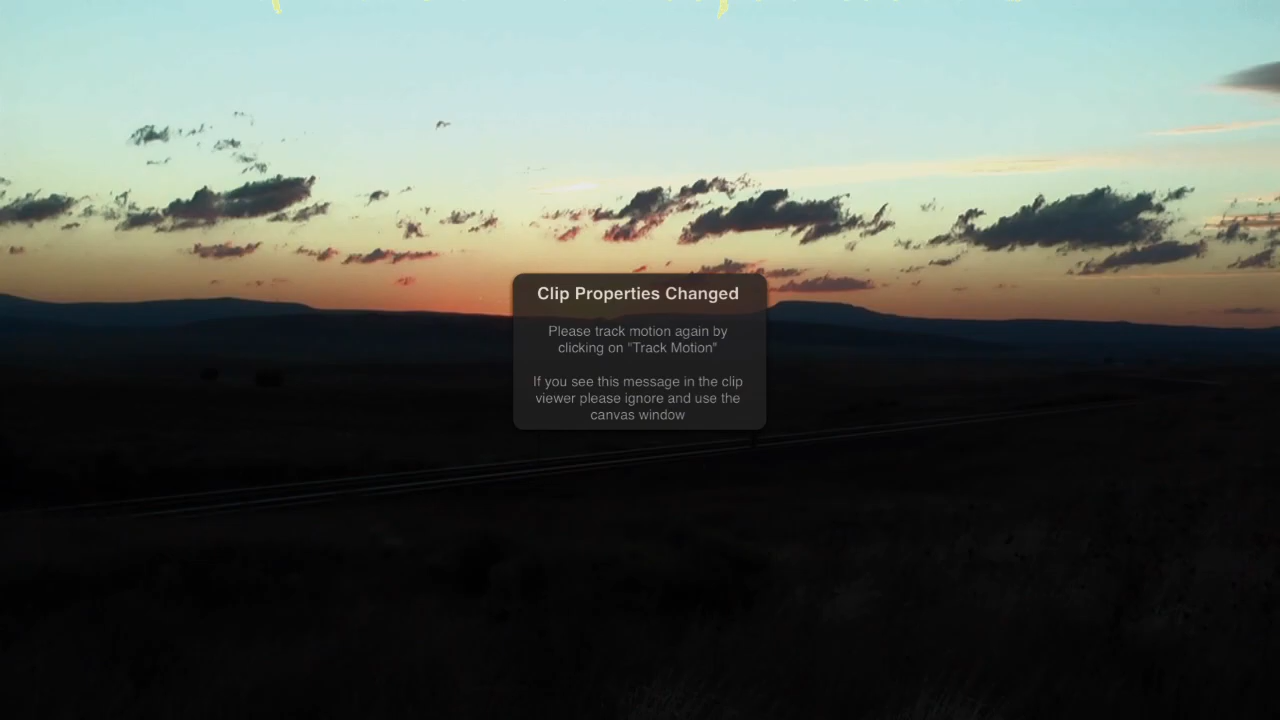 Clip Properties Changed
Please track motion again by
clicking on "Track Motion"
If you see this message in the clip
viewer please ignore and use the
canvas window